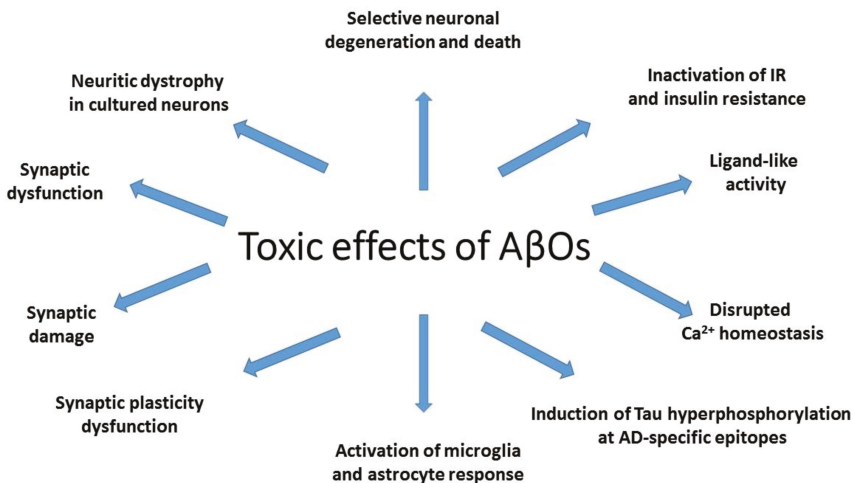 Selective neuronal
degeneration and death
Neuritic dystrophy
in cultured neurons
Inactivation of IR
and insulin resistance
Synaptic
dysfunction
Ligand-like
activity
Toxic effects of AβOs
Synaptic
damage
Disrupted
Ca²⁺ homeostasis
Synaptic plasticity
dysfunction
Induction of Tau hyperphosphorylation
at AD-specific epitopes
Activation of microglia
and astrocyte response